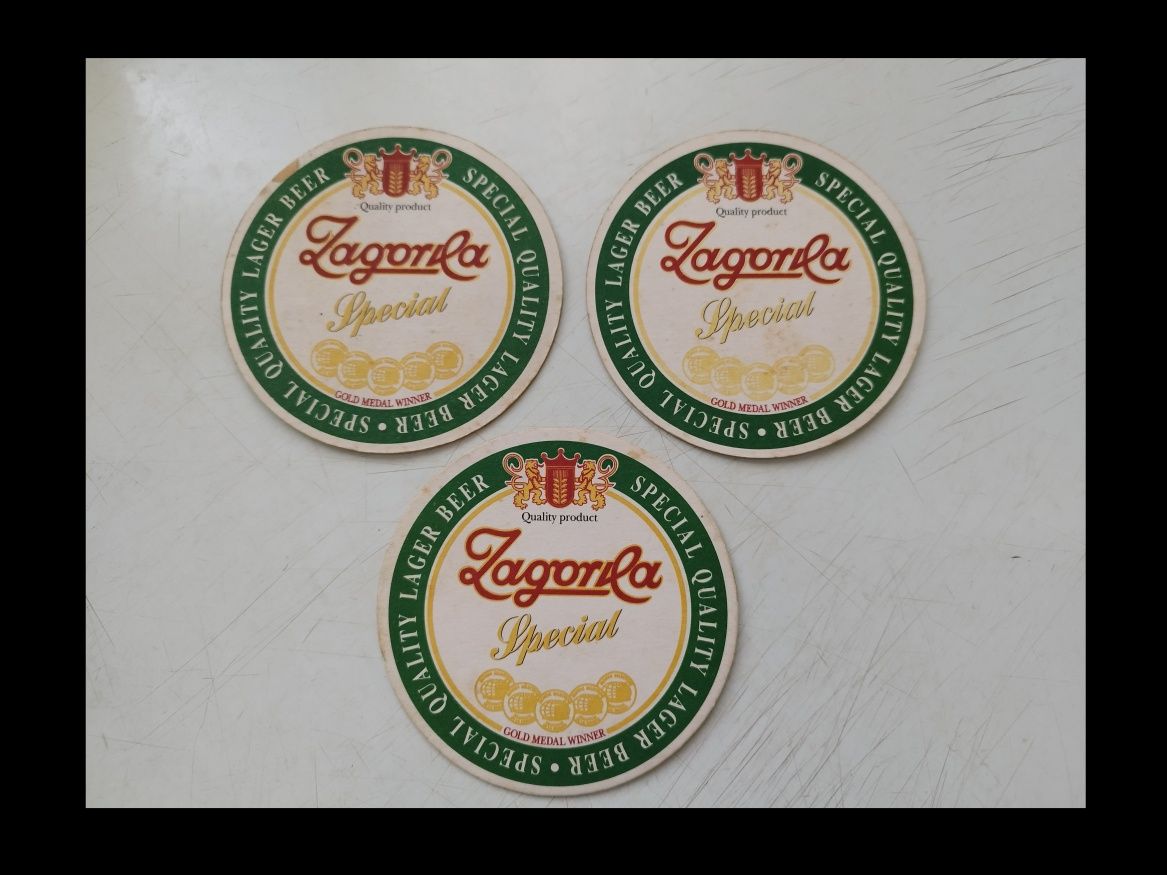 SPECIAL QUALITY LAGER BEER • SPECIAL QUALITY LAGER BEER
Quality product
Zagorka
Special
GOLD MEDAL WINNER
SPECIAL QUALITY LAGER BEER • SPECIAL QUALITY LAGER BEER
Quality product
Zagorka
Special
GOLD MEDAL WINNER
SPECIAL QUALITY LAGER BEER • SPECIAL QUALITY LAGER BEER
Quality product
Zagorka
Special
GOLD MEDAL WINNER